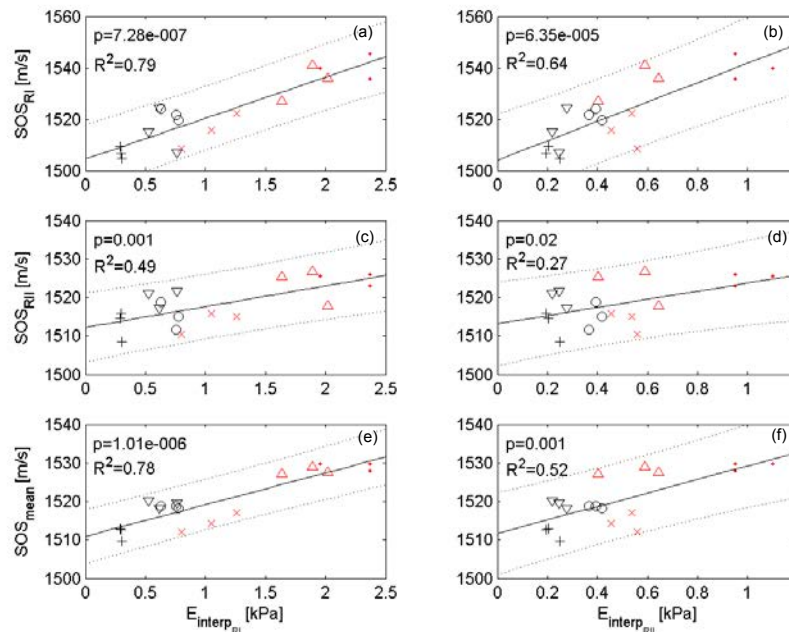 (a)
p=7.28e-007
R²=0.79
SOS_RI [m/s]
1560
1540
1520
1500
0 0.5 1 1.5 2 2.5
(b)
p=6.35e-005
R²=0.64
1560
1540
1520
1500
0 0.2 0.4 0.6 0.8 1
(c)
p=0.001
R²=0.49
SOS_RII [m/s]
1540
1530
1520
1510
1500
0 0.5 1 1.5 2 2.5
(d)
p=0.02
R²=0.27
1540
1530
1520
1510
1500
0 0.2 0.4 0.6 0.8 1
(e)
p=1.01e-006
R²=0.78
SOS_mean [m/s]
1540
1530
1520
1510
1500
0 0.5 1 1.5 2 2.5
E_interp_RII [kPa]
(f)
p=0.001
R²=0.52
1540
1530
1520
1510
1500
0 0.2 0.4 0.6 0.8 1
E_interp [kPa]